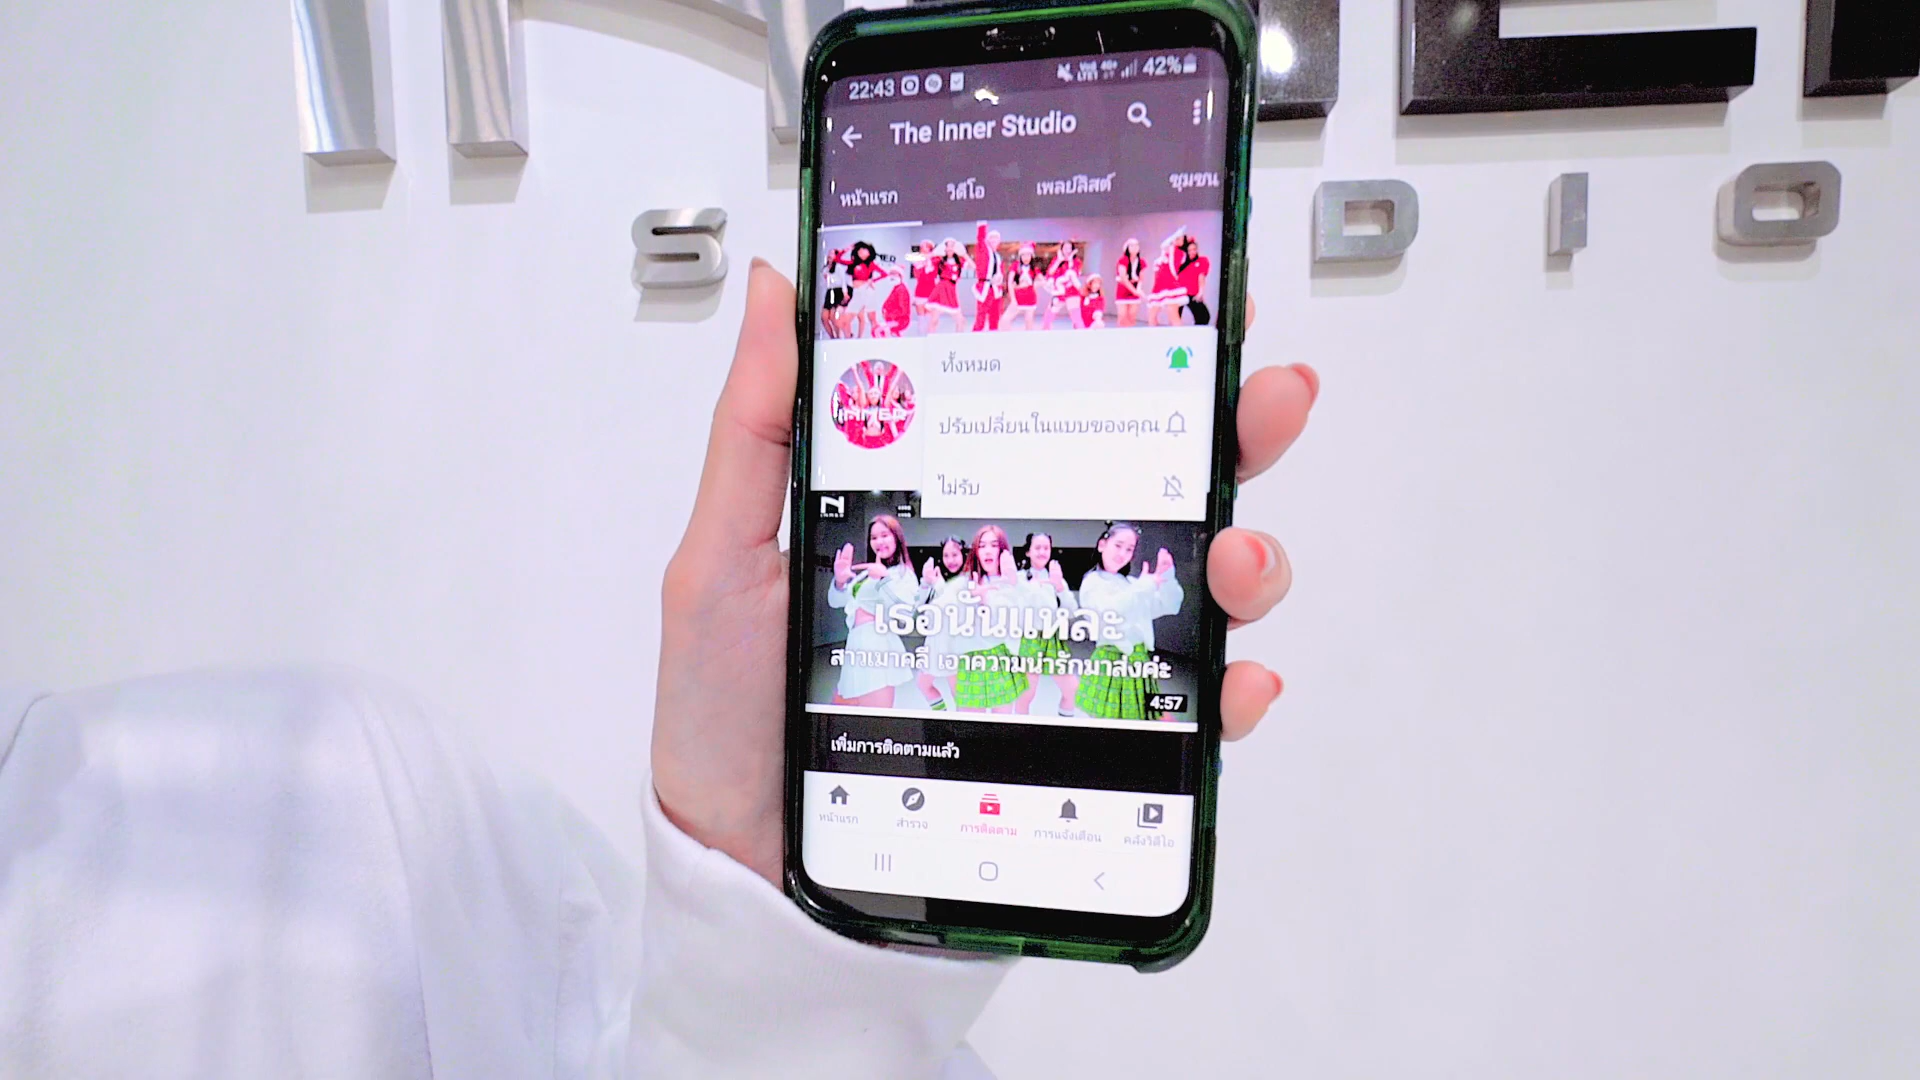 22:43 42%
The Inner Studio
หน้าแรก วิดีโอ เพลย์ลิสต์ ชุมชน
ทั้งหมด
INNER
ปรับเปลี่ยนในแบบของคุณ
ไม่รับ
เธอนั่นแหละ
สาวเมาคลี เอาความน่ารักมาส่งค่ะ
4:57
เพิ่มการติดตามแล้ว
หน้าแรก สำรวจ การติดตาม การแจ้งเตือน คลังวิดีโอ
S DIO